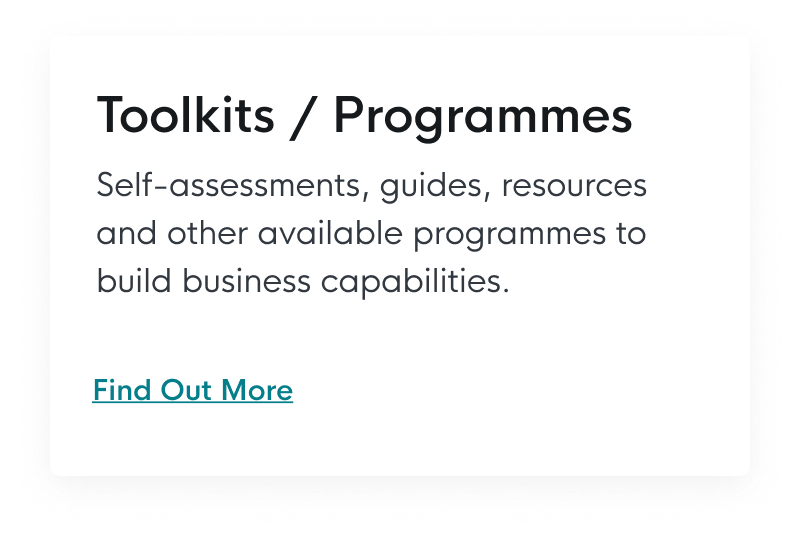 Toolkits / Programmes
Self-assessments, guides, resources
and other available programmes to
build business capabilities.
Find Out More